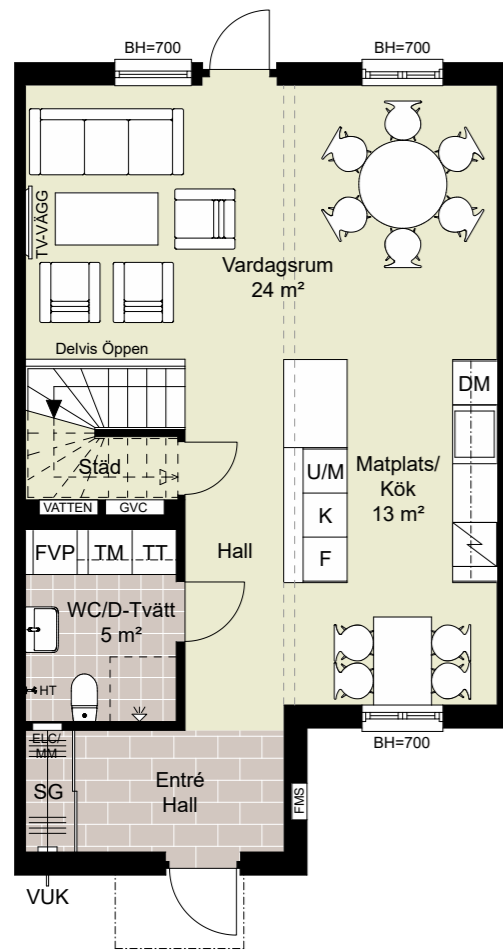 BH=700
BH=700
TV-VÄGG
Vardagsrum
24 m²
Delvis Öppen
DM
Städ
U/M
Matplats/
Kök
13 m²
K
VATTEN
GVC
F
Hall
FVP
TM
TT
WC/D-Tvätt
5 m²
HT
ELC/
MM
BH=700
Entré
Hall
SG
FMS
VUK